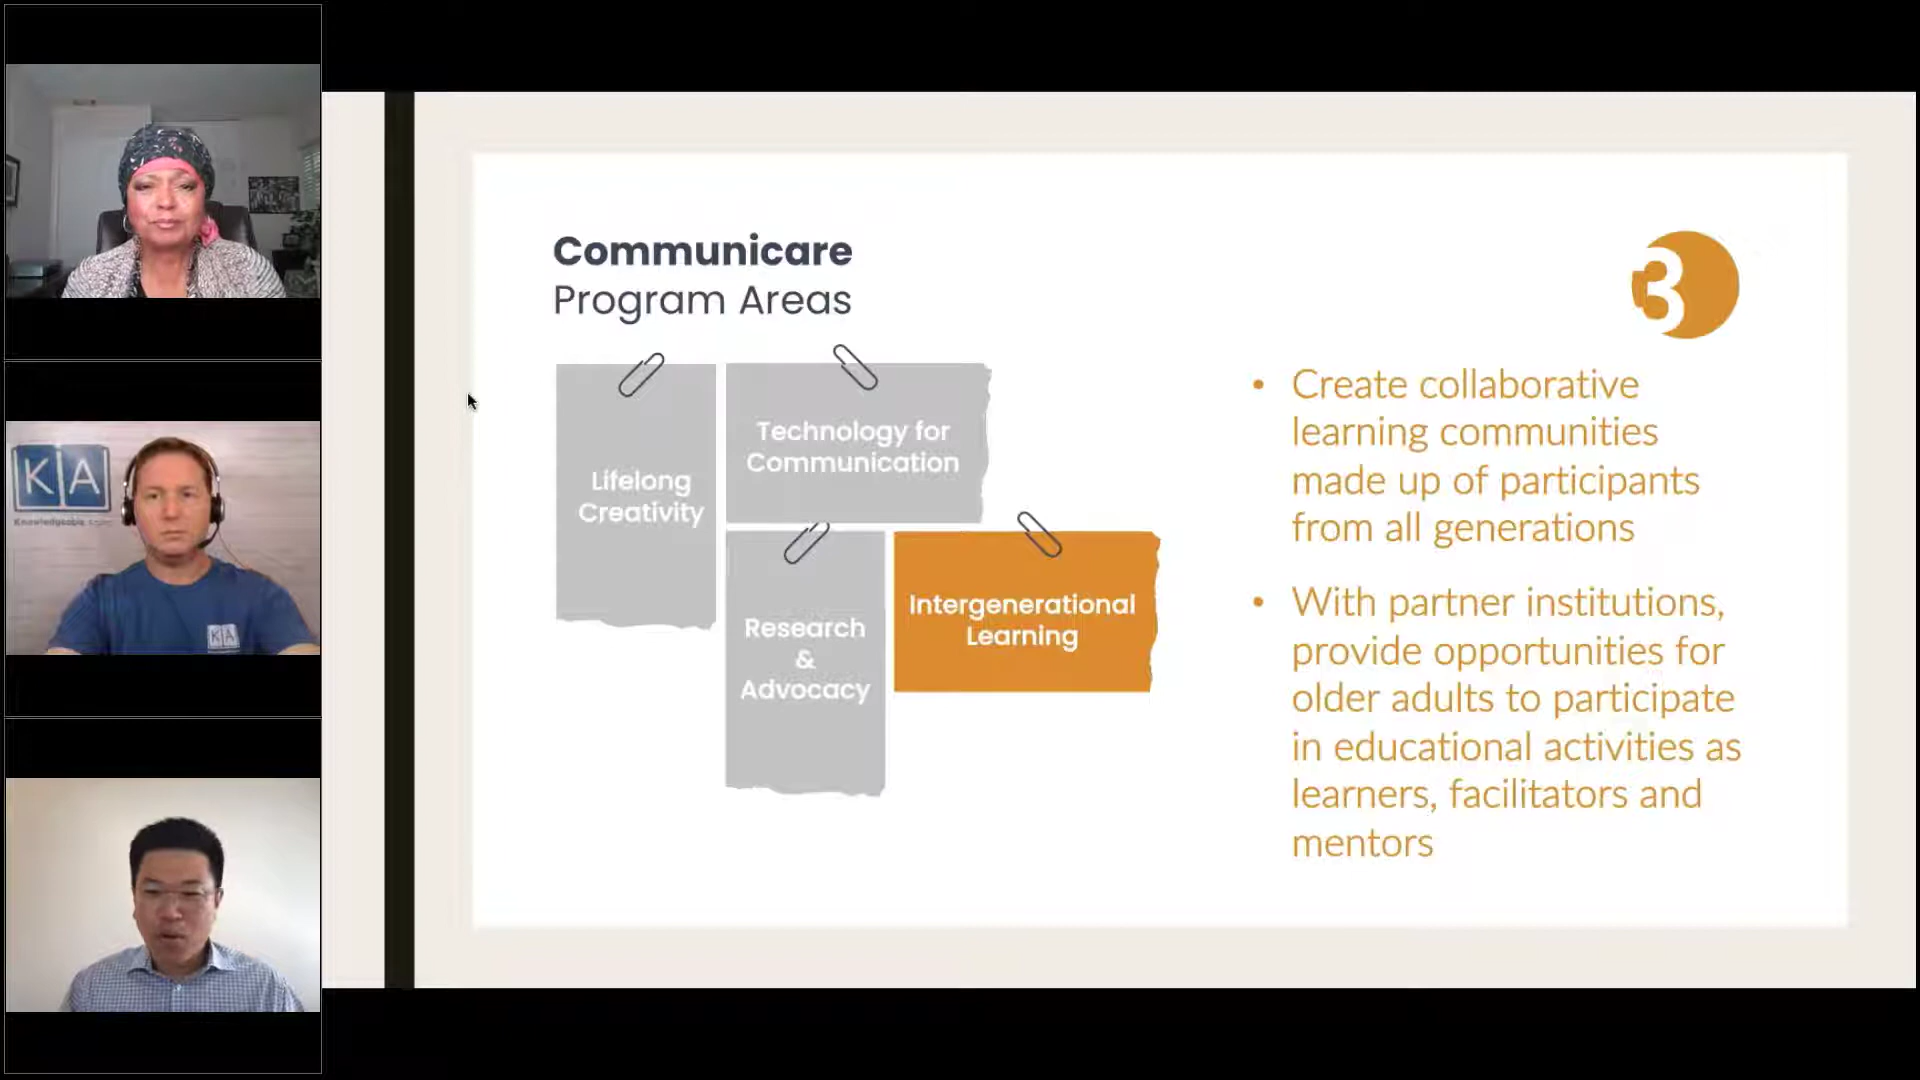 Communicare
Program Areas
3
Lifelong
Creativity
Technology for
Communication
Research
&
Advocacy
Intergenerational
Learning
• Create collaborative
learning communities
made up of participants
from all generations
• With partner institutions,
provide opportunities for
older adults to participate
in educational activities as
learners, facilitators and
mentors
K|A
Knowledgeable Aging
KA